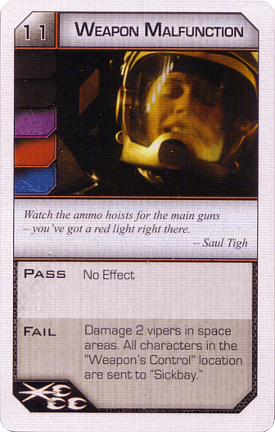 11 WEAPON MALFUNCTION
Watch the ammo hoists for the main guns
– you've got a red light right there.
– Saul Tigh
PASS No Effect
FAIL Damage 2 vipers in space
areas. All characters in the
"Weapon's Control" location
are sent to "Sickbay."